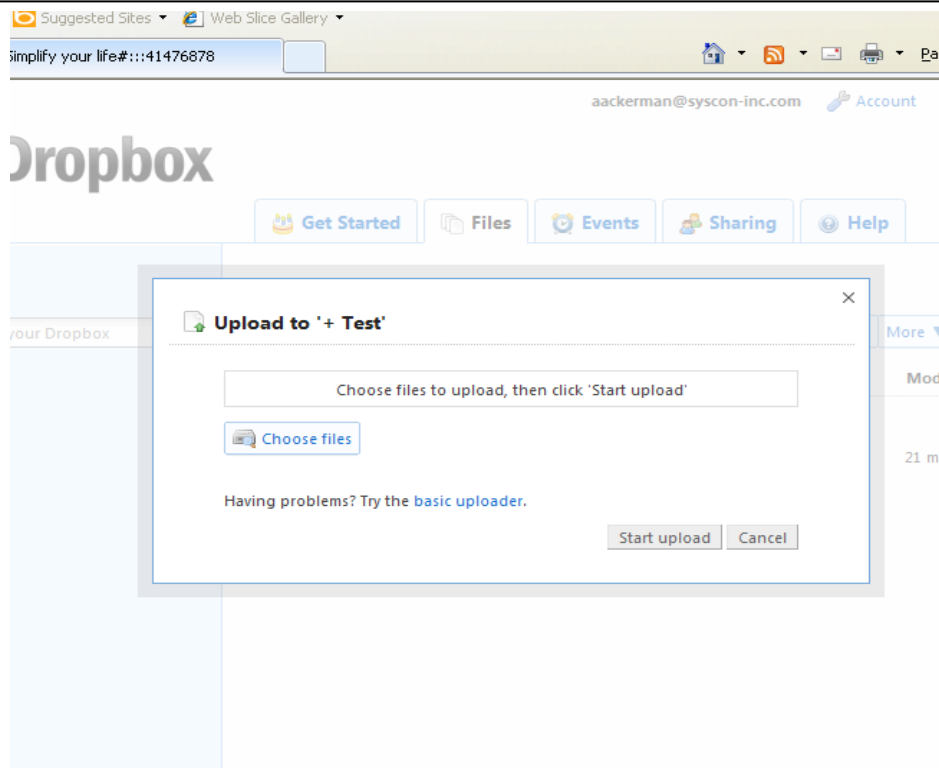 Suggested Sites Web Slice Gallery
Simplify your life#:::41476878
Pa
aackerman@syscon-inc.com Account
Dropbox
Get Started Files Events Sharing Help
Upload to '+ Test'
your Dropbox
More
Choose files to upload, then click 'Start upload'
Mod
Choose files
21 m
Having problems? Try the basic uploader.
Start upload Cancel